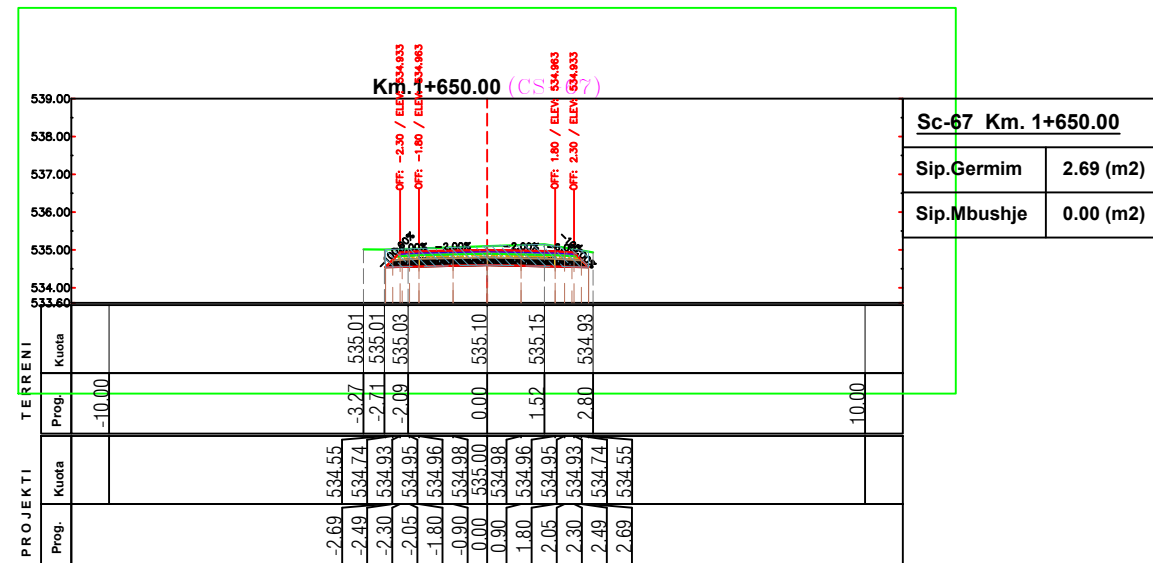 Km.1+650.00 (CS 67)
OFF: -2.30 / ELEV: 534.933
OFF: -1.80 / ELEV: 534.963
OFF: 1.80 / ELEV: 534.963
OFF: 2.30 / ELEV: 534.933
539.00
538.00
537.00
536.00
535.00
534.00
533.60
-2.00%
-2.00%
Sc-67 Km. 1+650.00
Sip.Germim 2.69 (m2)
Sip.Mbushje 0.00 (m2)
TERRENI
Kuota 535.01 535.01 535.03 535.10 535.15 534.93
Prog. -10.00 -3.27 -2.71 -2.09 0.00 1.52 2.80 10.00
PROJEKTI
Kuota 534.55 534.74 534.93 534.95 534.96 534.98 535.00 534.98 534.96 534.95 534.93 534.74 534.55
Prog. -2.69 -2.49 -2.30 -2.05 -1.80 -0.90 0.00 0.90 1.80 2.05 2.30 2.49 2.69